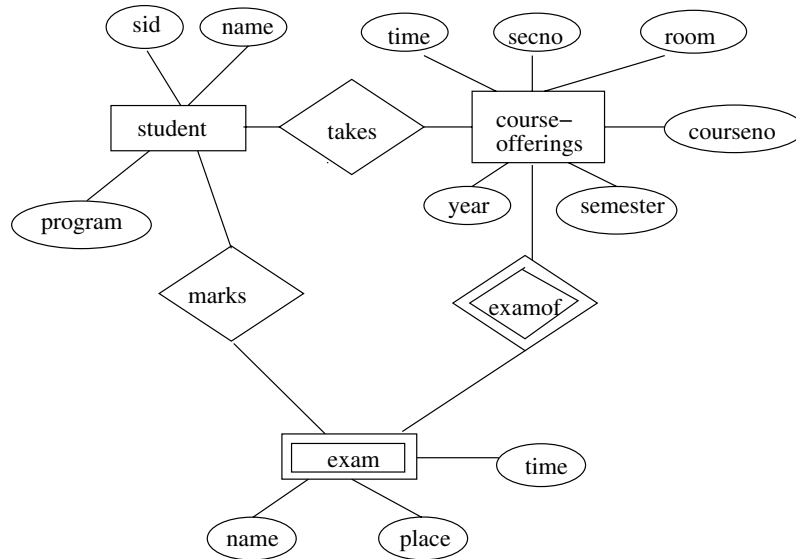 sid
name
time
secno
room
student
takes
course-
offerings
courseno
program
year
semester
marks
examof
exam
time
name
place